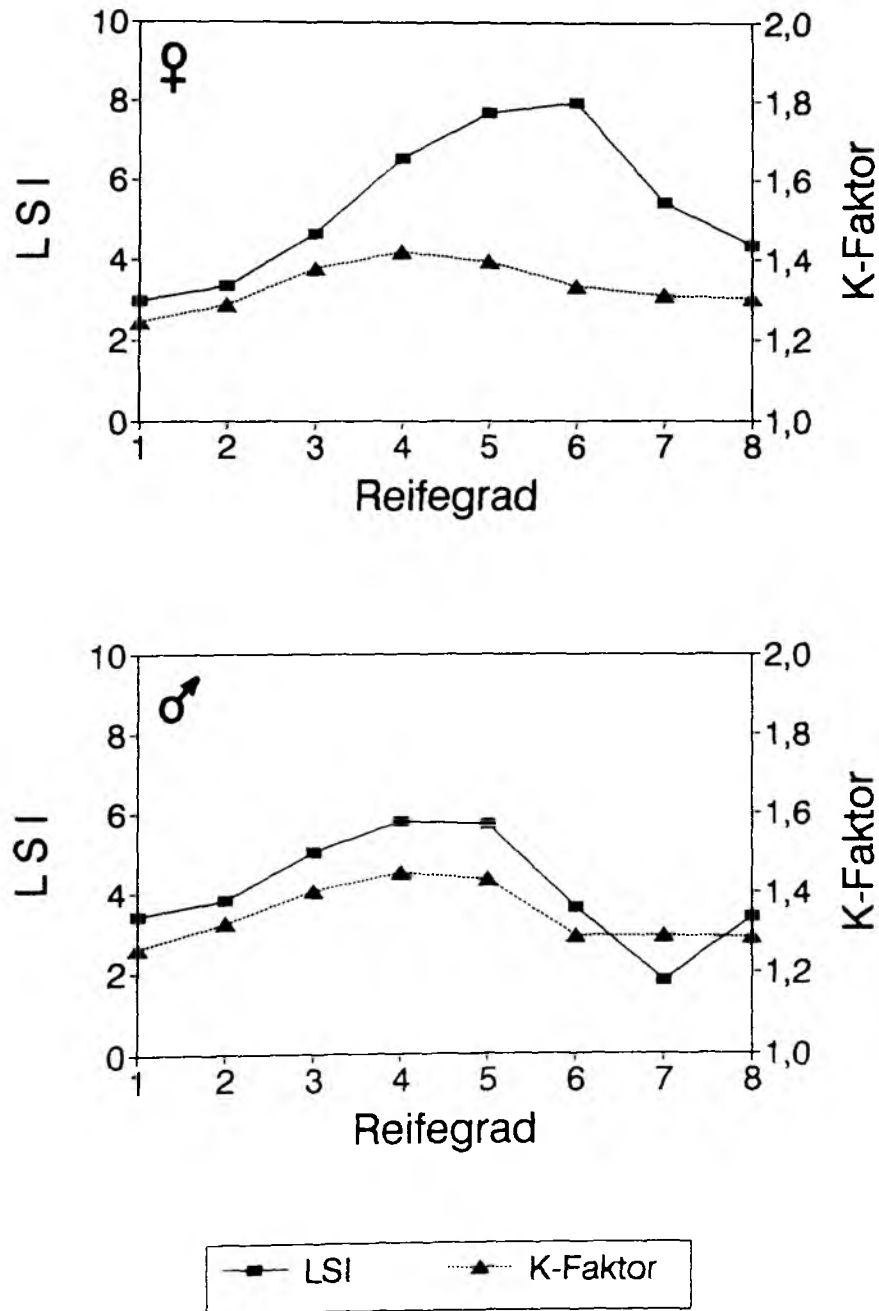 ♀
LSI
10
8
6
4
2
0
K-Faktor
2,0
1,8
1,6
1,4
1,2
1,0
1 2 3 4 5 6 7 8
Reifegrad
♂
LSI
10
8
6
4
2
0
K-Faktor
2,0
1,8
1,6
1,4
1,2
1,0
1 2 3 4 5 6 7 8
Reifegrad
LSI K-Faktor